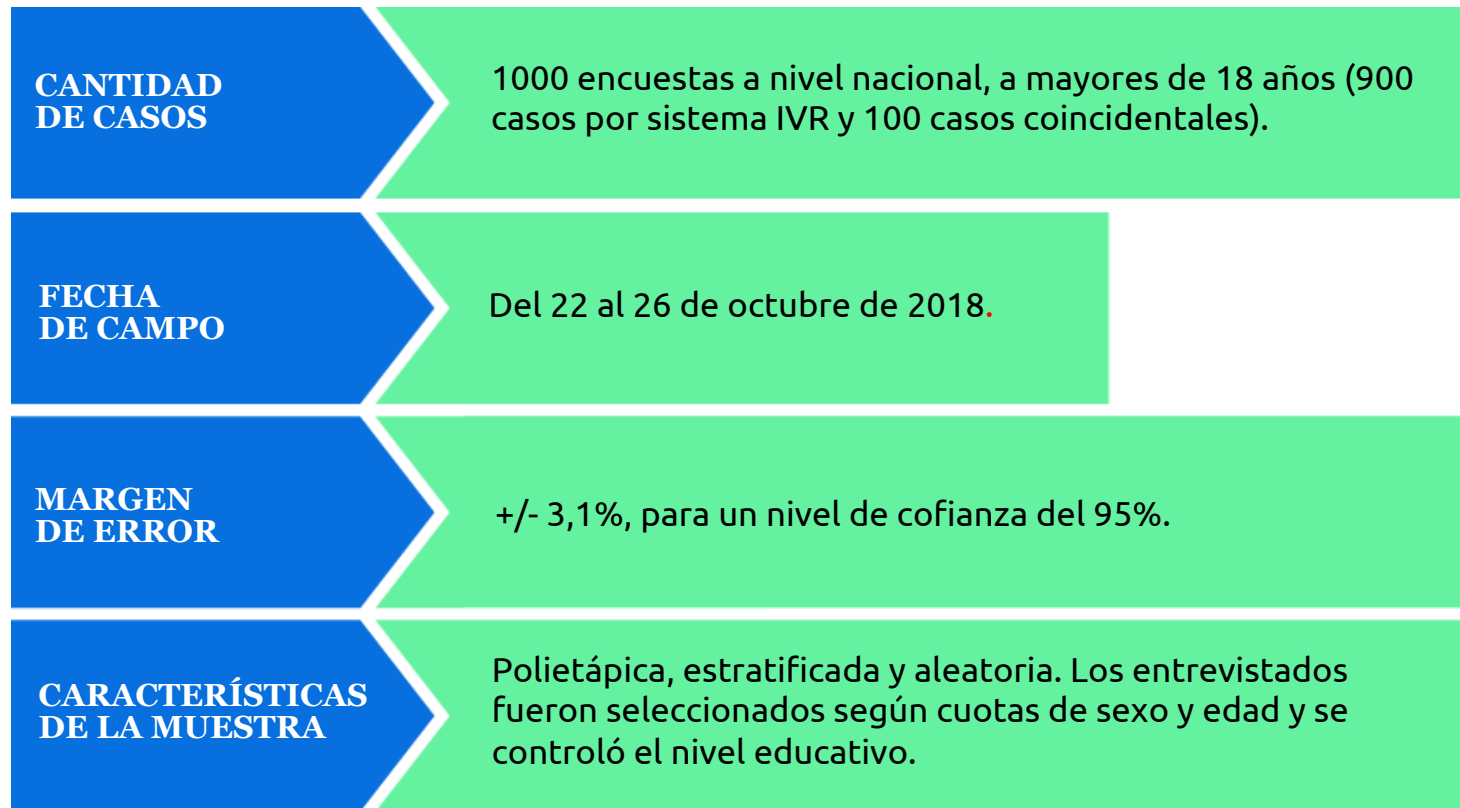 CANTIDAD
DE CASOS
1000 encuestas a nivel nacional, a mayores de 18 años (900
casos por sistema IVR y 100 casos coincidentales).
FECHA
DE CAMPO
Del 22 al 26 de octubre de 2018.
MARGEN
DE ERROR
+/- 3,1%, para un nivel de cofianza del 95%.
CARACTERÍSTICAS
DE LA MUESTRA
Polietápica, estratificada y aleatoria. Los entrevistados
fueron seleccionados según cuotas de sexo y edad y se
controló el nivel educativo.